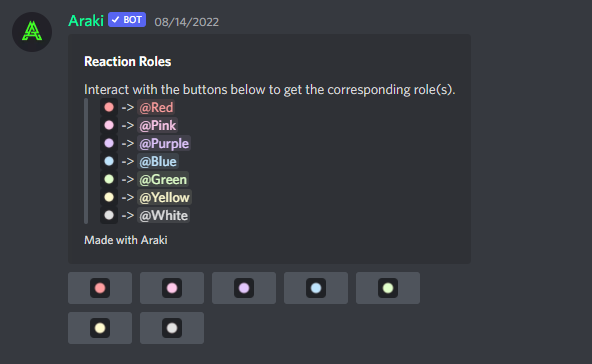 Araki ✓ BOT 08/14/2022
Reaction Roles
Interact with the buttons below to get the corresponding role(s).
-> @Red
-> @Pink
-> @Purple
-> @Blue
-> @Green
-> @Yellow
-> @White
Made with Araki